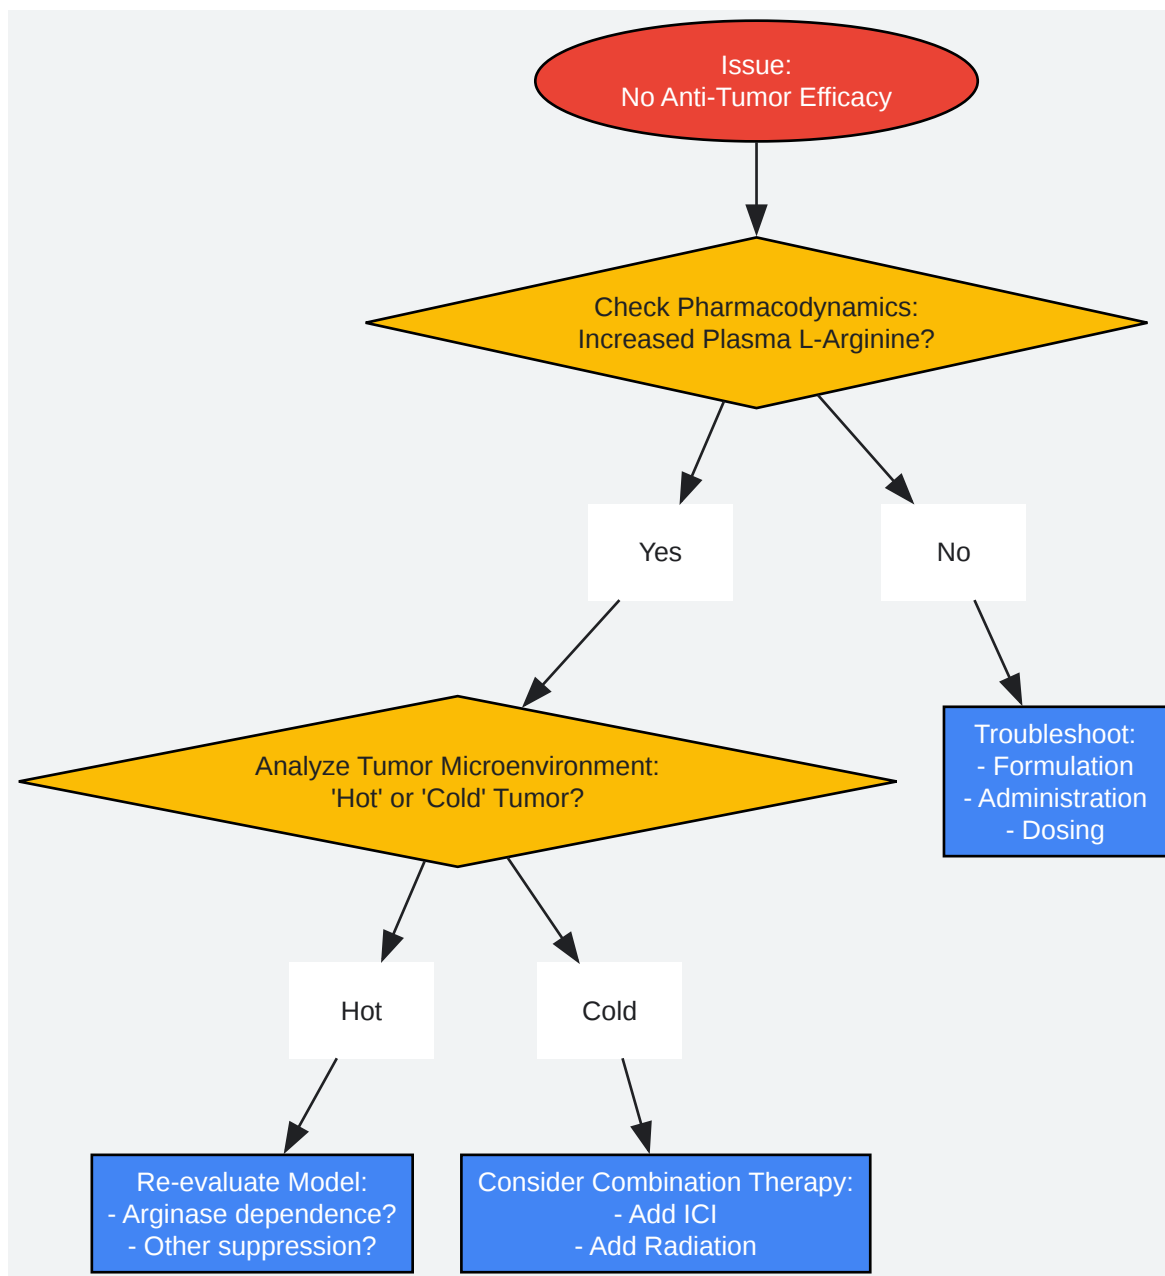 Issue:
No Anti-Tumor Efficacy
Check Pharmacodynamics:
Increased Plasma L-Arginine?
Yes
No
Troubleshoot:
- Formulation
- Administration
- Dosing
Analyze Tumor Microenvironment:
'Hot' or 'Cold' Tumor?
Hot
Cold
Re-evaluate Model:
- Arginase dependence?
- Other suppression?
Consider Combination Therapy:
- Add ICI
- Add Radiation